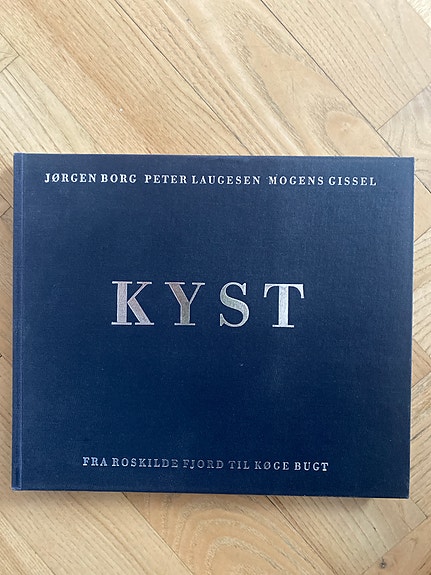 JØRGEN BORG PETER LAUGESEN MOGENS GISSEL
KYST
FRA ROSKILDE FJORD TIL KØGE BUGT